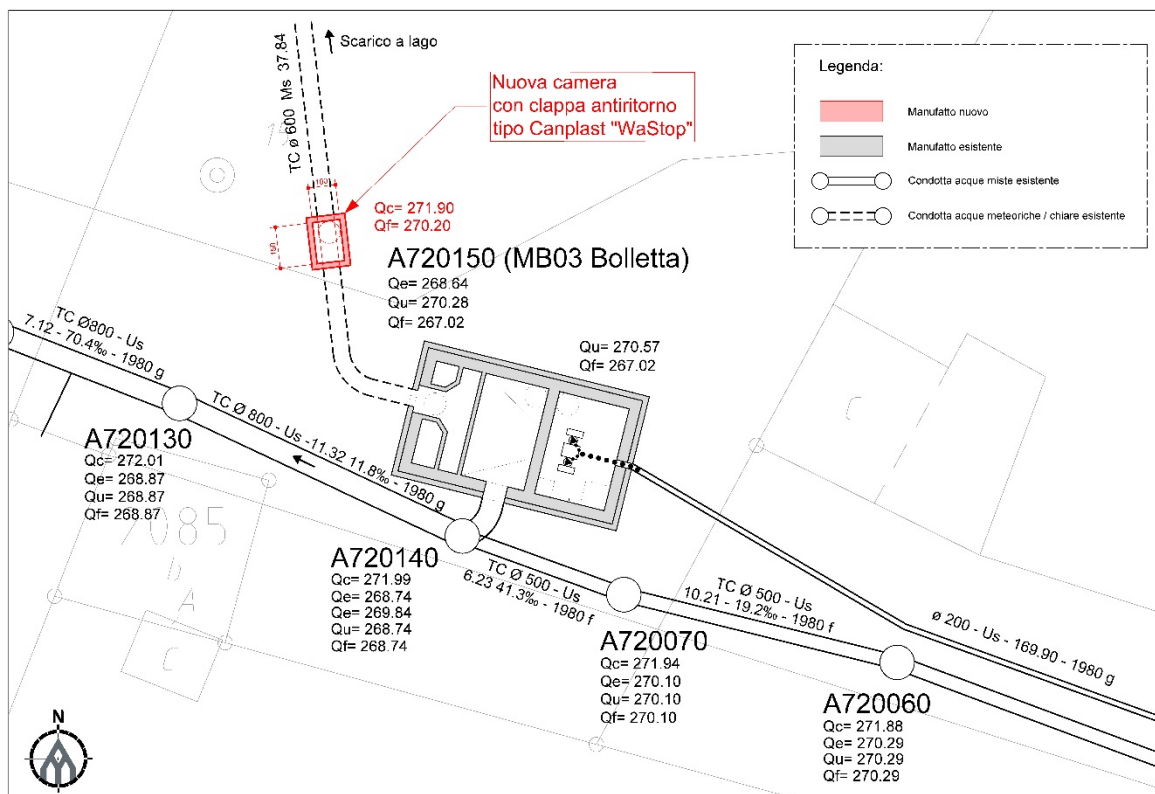 TC ø 600 Ms 37.84
Scarico a lago
Nuova camera
con clappa antiritorno
tipo Canplast "WaStop"
Legenda:
Manufatto nuovo
Manufatto esistente
Condotta acque miste esistente
Condotta acque meteoriche / chiare esistente
160
Qc= 271.90
Qf= 270.20
A720150 (MB03 Bolletta)
Qe= 268.64
Qu= 270.28
Qf= 267.02
Qu= 270.57
Qf= 267.02
TC Ø800 - Us
7.12 - 70.4‰ - 1980 g
TC Ø 800 - Us -11.32 11.8‰ - 1980 g
A720130
Qc= 272.01
Qe= 268.87
Qu= 268.87
Qf= 268.87
A720140
Qc= 271.99
Qe= 268.74
Qe= 269.84
Qu= 268.74
Qf= 268.74
TC Ø 500 - Us
6.23 41.3‰ - 1980 f
TC Ø 500 - Us
10.21 - 19.2‰ - 1980 f
A720070
Qc= 271.94
Qe= 270.10
Qu= 270.10
Qf= 270.10
ø 200 - Us - 169.90 - 1980 g
A720060
Qc= 271.88
Qe= 270.29
Qu= 270.29
Qf= 270.29
b
A
c
N